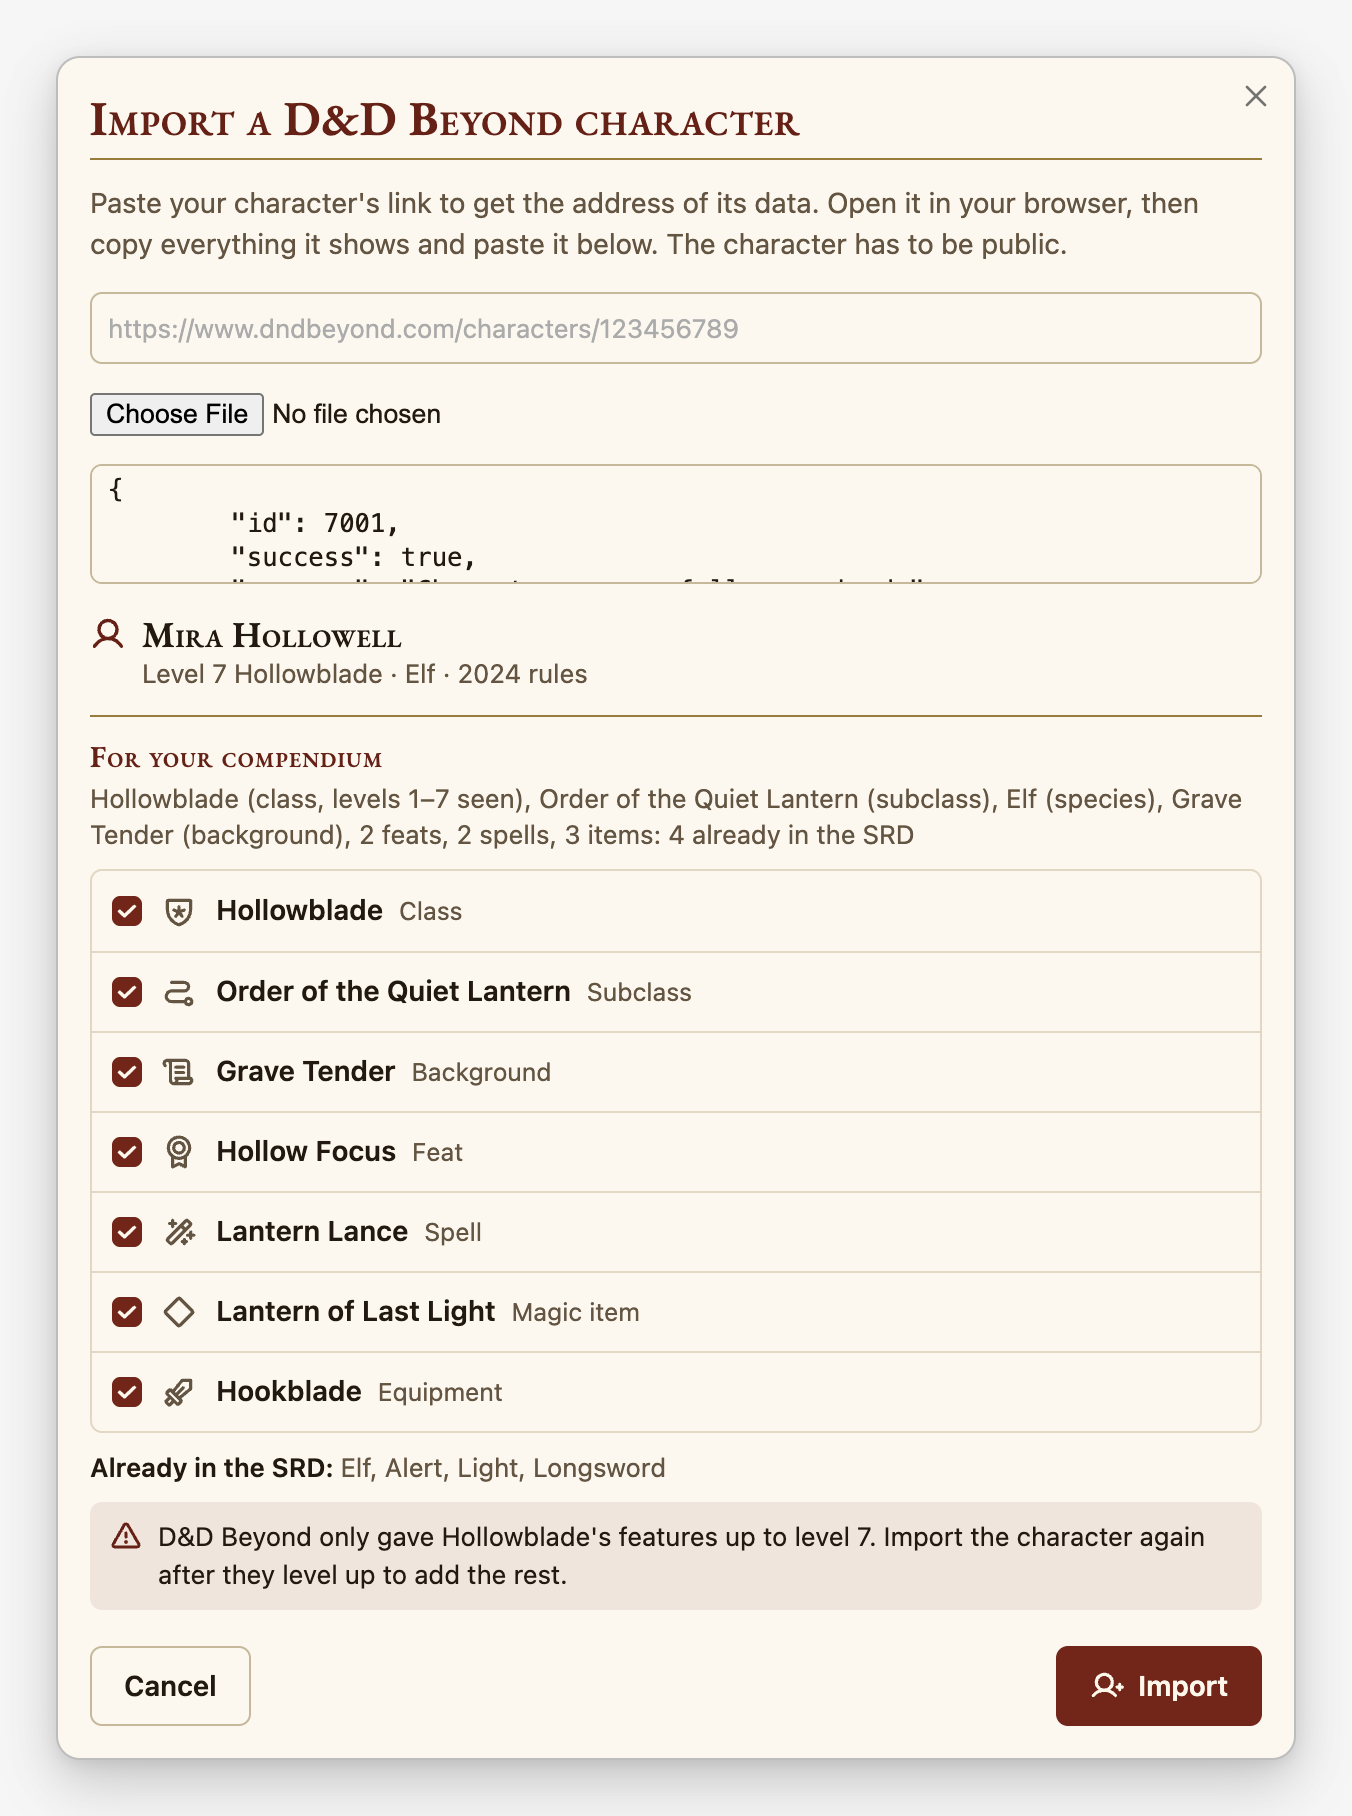 Import a D&D Beyond character
Paste your character's link to get the address of its data. Open it in your browser, then
copy everything it shows and paste it below. The character has to be public.
https://www.dndbeyond.com/characters/123456789
Choose File No file chosen
{
"id": 7001,
"success": true,
Mira Hollowell
Level 7 Hollowblade · Elf · 2024 rules
For your compendium
Hollowblade (class, levels 1–7 seen), Order of the Quiet Lantern (subclass), Elf (species), Grave
Tender (background), 2 feats, 2 spells, 3 items: 4 already in the SRD
Hollowblade Class
Order of the Quiet Lantern Subclass
Grave Tender Background
Hollow Focus Feat
Lantern Lance Spell
Lantern of Last Light Magic item
Hookblade Equipment
Already in the SRD: Elf, Alert, Light, Longsword
D&D Beyond only gave Hollowblade's features up to level 7. Import the character again
after they level up to add the rest.
Cancel
Import